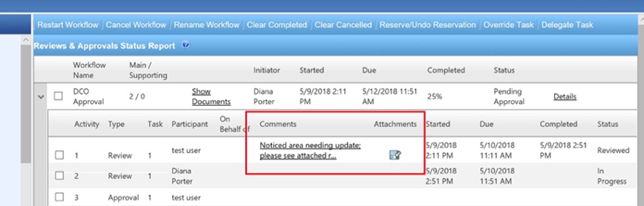 Restart Workflow | Cancel Workflow | Rename Workflow | Clear Completed | Clear Cancelled | Reserve/Undo Reservation | Override Task | Delegate Task
Reviews & Approvals Status Report
Workflow Name Main / Supporting Initiator Started Due Completed Status
DCO Approval 2 / 0 Show Documents Diana Porter 5/9/2018 2:11 PM 5/12/2018 11:51 AM 25% Pending Approval Details
Activity Type Task Participant On Behalf of Comments Attachments Started Due Completed Status
1 Review 1 test user Noticed area needing update; please see attached r... 5/9/2018 2:11 PM 5/10/2018 11:11 AM 5/9/2018 2:51 PM Reviewed
2 Review 1 Diana Porter 5/9/2018 2:51 PM 5/10/2018 11:51 AM In Progress
3 Approval 1 test user